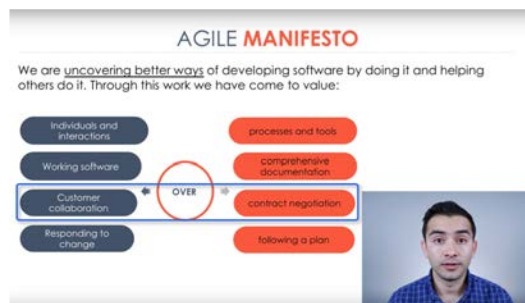 AGILE MANIFESTO
We are uncovering better ways of developing software by doing it and helping
others do it. Through this work we have come to value:
Individuals and
interactions
processes and tools
Working software
comprehensive
documentation
OVER
Customer
collaboration
contract negotiation
Responding to
change
following a plan